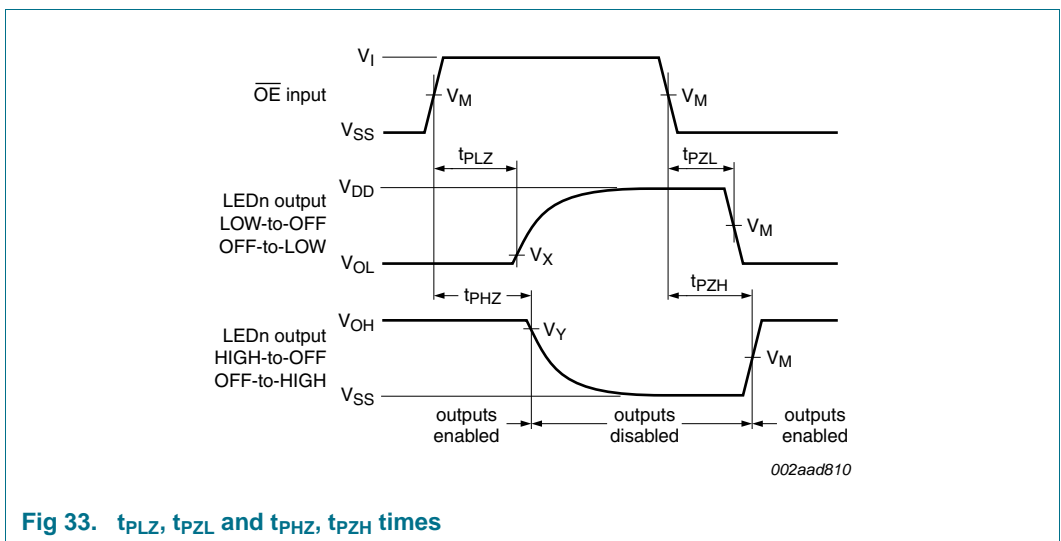 V_I
OE input
V_M
V_M
V_SS
t_PLZ
t_PZL
V_DD
LEDn output
LOW-to-OFF
OFF-to-LOW
V_M
V_X
V_OL
t_PHZ
t_PZH
V_OH
LEDn output
HIGH-to-OFF
OFF-to-HIGH
V_Y
V_M
V_SS
outputs
enabled
outputs
disabled
outputs
enabled
002aad810
Fig 33. t_PLZ, t_PZL and t_PHZ, t_PZH times